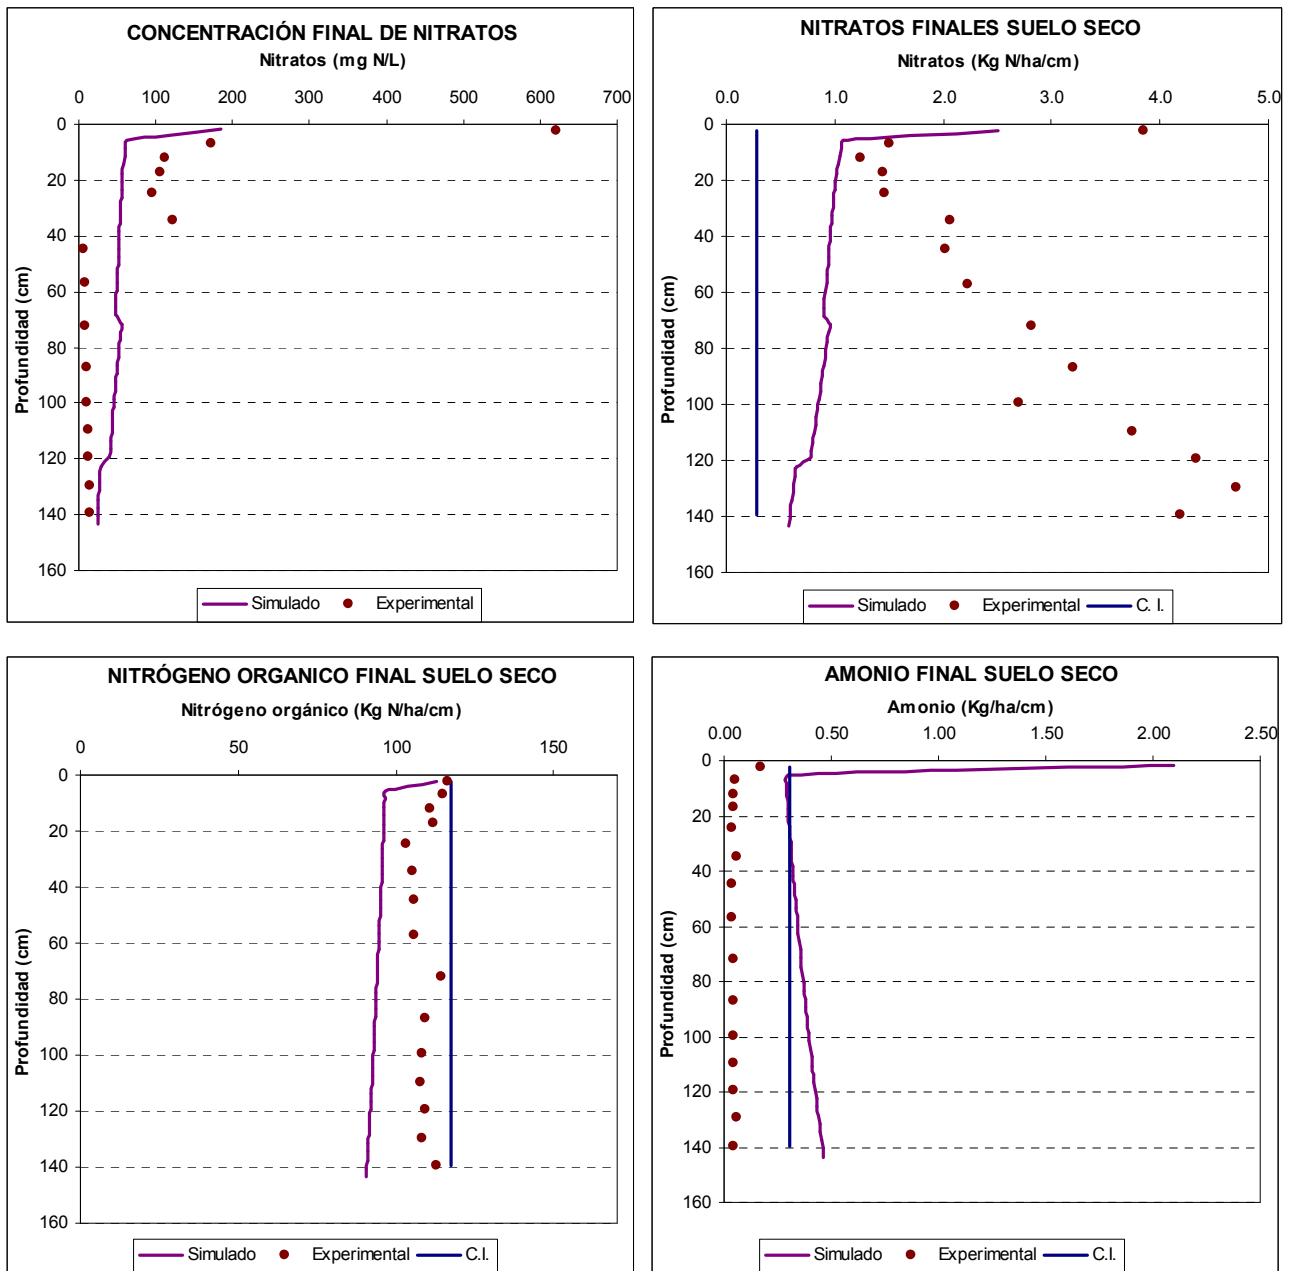 CONCENTRACIÓN FINAL DE NITRATOS
Nitratos (mg N/L)
0 100 200 300 400 500 600 700
0
20
40
60
80
100
120
140
160
Profundidad (cm)
Simulado Experimental
NITRATOS FINALES SUELO SECO
Nitratos (Kg N/ha/cm)
0.0 1.0 2.0 3.0 4.0 5.0
0
20
40
60
80
100
120
140
160
Profundidad (cm)
Simulado Experimental C. I.
NITRÓGENO ORGANICO FINAL SUELO SECO
Nitrógeno orgánico (Kg N/ha/cm)
0 50 100 150
0
20
40
60
80
100
120
140
160
Profundidad (cm)
Simulado Experimental C.I.
AMONIO FINAL SUELO SECO
Amonio (Kg/ha/cm)
0.00 0.50 1.00 1.50 2.00 2.50
0
20
40
60
80
100
120
140
160
Profundidad (cm)
Simulado Experimental C.I.